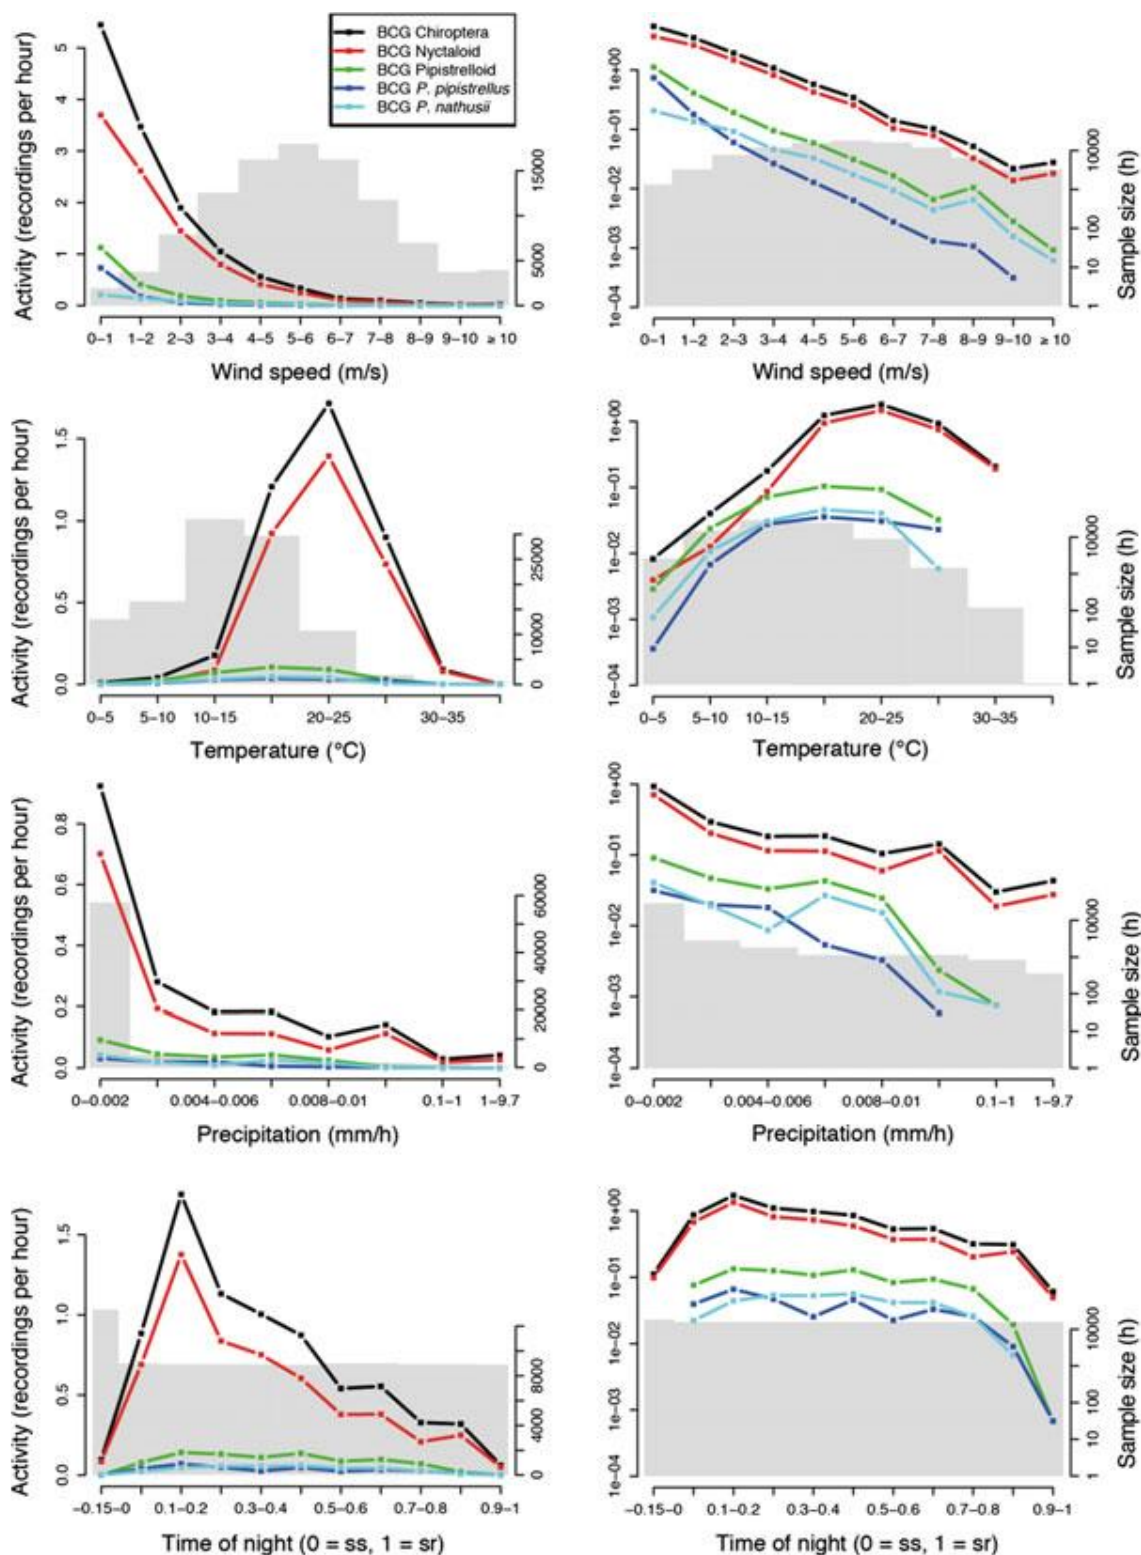 BCG Chiroptera
BCG Nyctaloid
BCG Pipistrelloid
BCG P. pipistrellus
BCG P. nathusii
Activity (recordings per hour)
5
4
3
2
1
0
15000
5000
0
0–1 1–2 2–3 3–4 4–5 5–6 6–7 7–8 8–9 9–10 ≥ 10
Wind speed (m/s)
1e+00
1e−01
1e−02
1e−03
1e−04
10000
100
10
1
Sample size (h)
0–1 1–2 2–3 3–4 4–5 5–6 6–7 7–8 8–9 9–10 ≥ 10
Wind speed (m/s)
Activity (recordings per hour)
1.5
1.0
0.5
0.0
25000
10000
0
0–5 5–10 10–15 20–25 30–35
Temperature (°C)
1e+00
1e−01
1e−02
1e−03
1e−04
10000
100
10
1
Sample size (h)
0–5 5–10 10–15 20–25 30–35
Temperature (°C)
Activity (recordings per hour)
0.8
0.6
0.4
0.2
0.0
60000
40000
20000
0
0–0.002 0.004–0.006 0.008–0.01 0.1–1 1–9.7
Precipitation (mm/h)
1e+00
1e−01
1e−02
1e−03
1e−04
10000
100
10
1
Sample size (h)
0–0.002 0.004–0.006 0.008–0.01 0.1–1 1–9.7
Precipitation (mm/h)
Activity (recordings per hour)
1.5
1.0
0.5
0.0
8000
4000
0
−0.15–0 0.1–0.2 0.3–0.4 0.5–0.6 0.7–0.8 0.9–1
Time of night (0 = ss, 1 = sr)
1e+00
1e−01
1e−02
1e−03
1e−04
10000
100
10
1
Sample size (h)
−0.15–0 0.1–0.2 0.3–0.4 0.5–0.6 0.7–0.8 0.9–1
Time of night (0 = ss, 1 = sr)